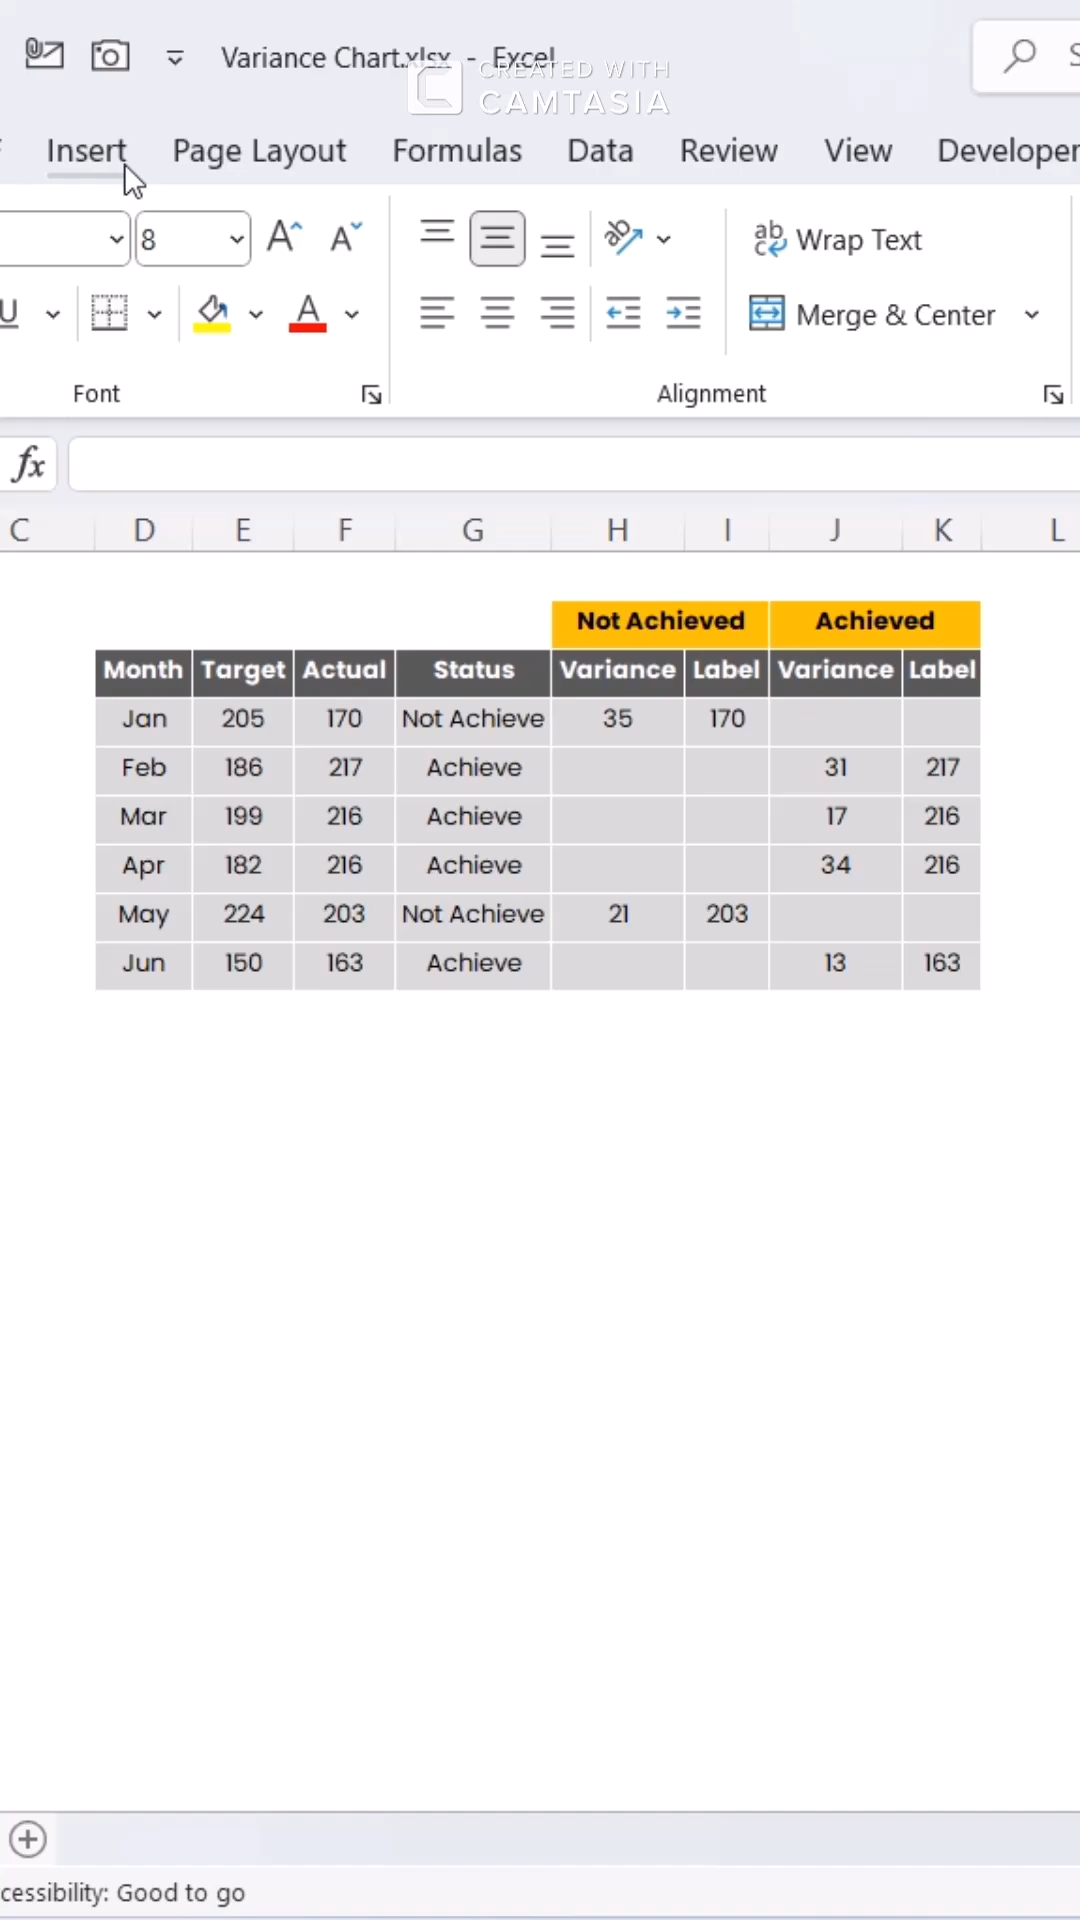 Variance Chart.xlsx - Excel
CREATED WITH
CAMTASIA
Insert Page Layout Formulas Data Review View Developer
8 A A ab Wrap Text
U A Merge & Center
Font Alignment
fx
C D E F G H I J K L
Not Achieved Achieved
Month Target Actual Status Variance Label Variance Label
Jan 205 170 Not Achieve 35 170
Feb 186 217 Achieve 31 217
Mar 199 216 Achieve 17 216
Apr 182 216 Achieve 34 216
May 224 203 Not Achieve 21 203
Jun 150 163 Achieve 13 163
cessibility: Good to go